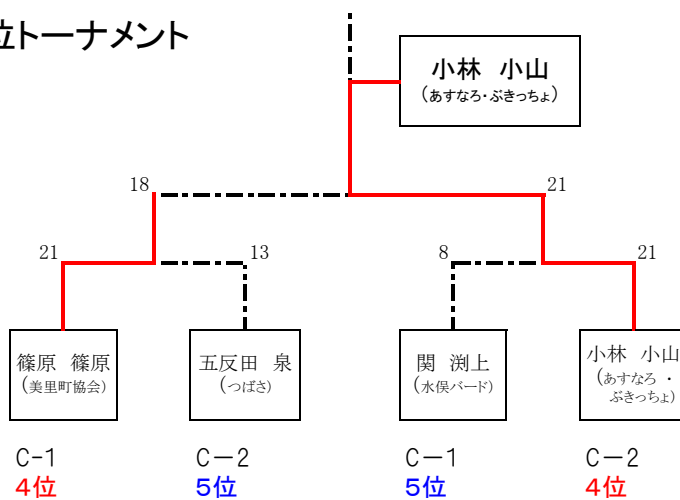 位トーナメント
小林 小山
(あすなろ・ぶきっちょ)
18
21
21
13
8
21
篠原 篠原
(美里町協会)
五反田 泉
(つばさ)
関 渕上
(水俣バード)
小林 小山
(あすなろ・
ぶきっちょ)
C-1
C－2
C－1
C－2
4位
5位
5位
4位